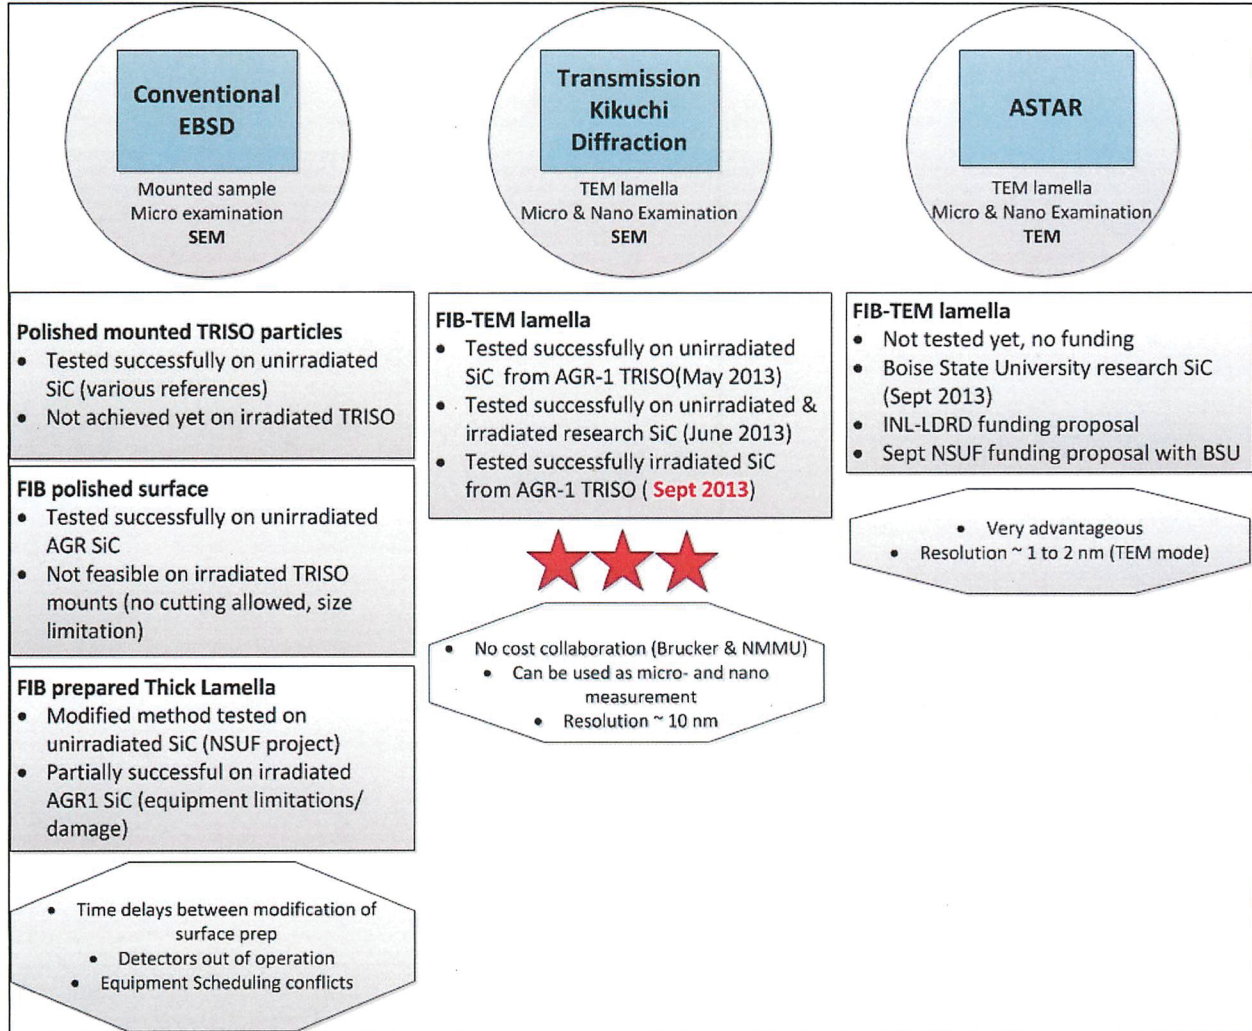 Conventional
EBSD
Mounted sample
Micro examination
SEM
Polished mounted TRISO particles
• Tested successfully on unirradiated
SiC (various references)
• Not achieved yet on irradiated TRISO
FIB polished surface
• Tested successfully on unirradiated
AGR SiC
• Not feasible on irradiated TRISO
mounts (no cutting allowed, size
limitation)
FIB prepared Thick Lamella
• Modified method tested on
unirradiated SiC (NSUF project)
• Partially successful on irradiated
AGR1 SiC (equipment limitations/
damage)
• Time delays between modification of
surface prep
• Detectors out of operation
• Equipment Scheduling conflicts
Transmission
Kikuchi
Diffraction
TEM lamella
Micro & Nano Examination
SEM
FIB-TEM lamella
• Tested successfully on unirradiated
SiC from AGR-1 TRISO(May 2013)
• Tested successfully on unirradiated &
irradiated research SiC (June 2013)
• Tested successfully irradiated SiC
from AGR-1 TRISO ( Sept 2013)
• No cost collaboration (Brucker & NMMU)
• Can be used as micro- and nano
measurement
• Resolution ~ 10 nm
ASTAR
TEM lamella
Micro & Nano Examination
TEM
FIB-TEM lamella
• Not tested yet, no funding
• Boise State University research SiC
(Sept 2013)
• INL-LDRD funding proposal
• Sept NSUF funding proposal with BSU
• Very advantageous
• Resolution ~ 1 to 2 nm (TEM mode)